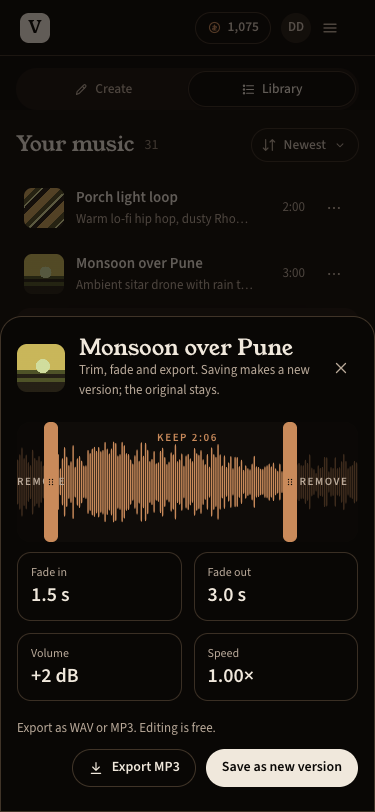 V
1,075
DD
Create
Library
Your music 31
Newest
Porch light loop
Warm lo-fi hip hop, dusty Rho...
2:00
Monsoon over Pune
Ambient sitar drone with rain t...
3:00
Monsoon over Pune
Trim, fade and export. Saving makes a new
version; the original stays.
KEEP 2:06
REMOVE
Fade in
1.5 s
Fade out
3.0 s
Volume
+2 dB
Speed
1.00×
Export as WAV or MP3. Editing is free.
Export MP3
Save as new version